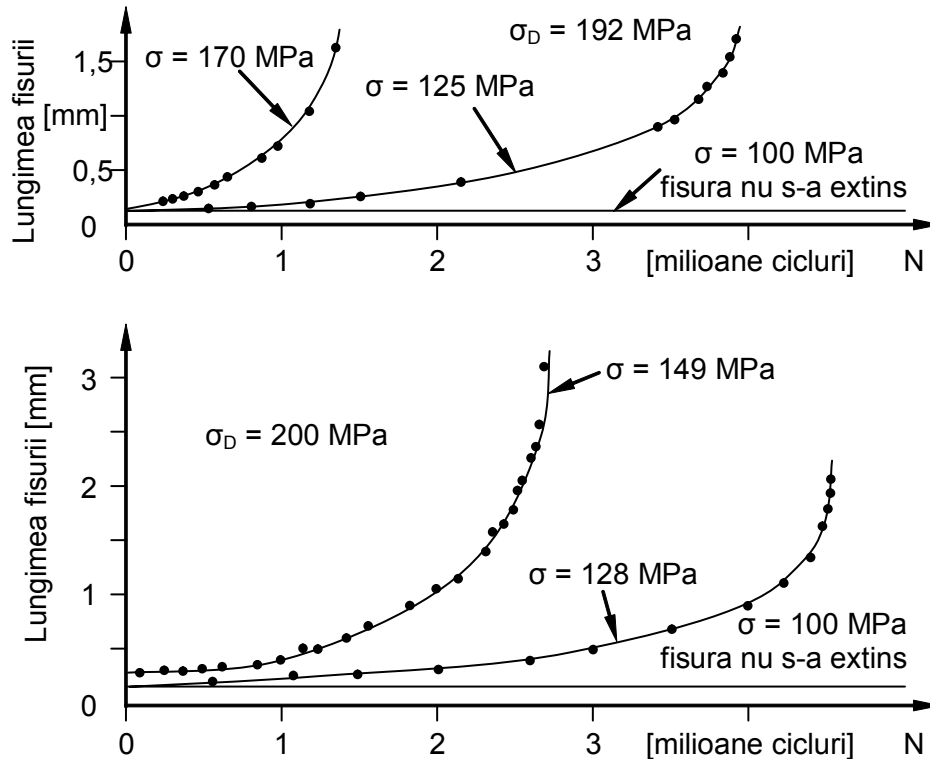 Lungimea fisurii
[mm]
1,5
0,5
0
σ = 170 MPa
σD = 192 MPa
σ = 125 MPa
σ = 100 MPa
fisura nu s-a extins
0
1
2
3
[milioane cicluri]
N
Lungimea fisurii [mm]
3
2
1
0
σD = 200 MPa
σ = 149 MPa
σ = 128 MPa
σ = 100 MPa
fisura nu s-a extins
0
1
2
3
[milioane cicluri]
N